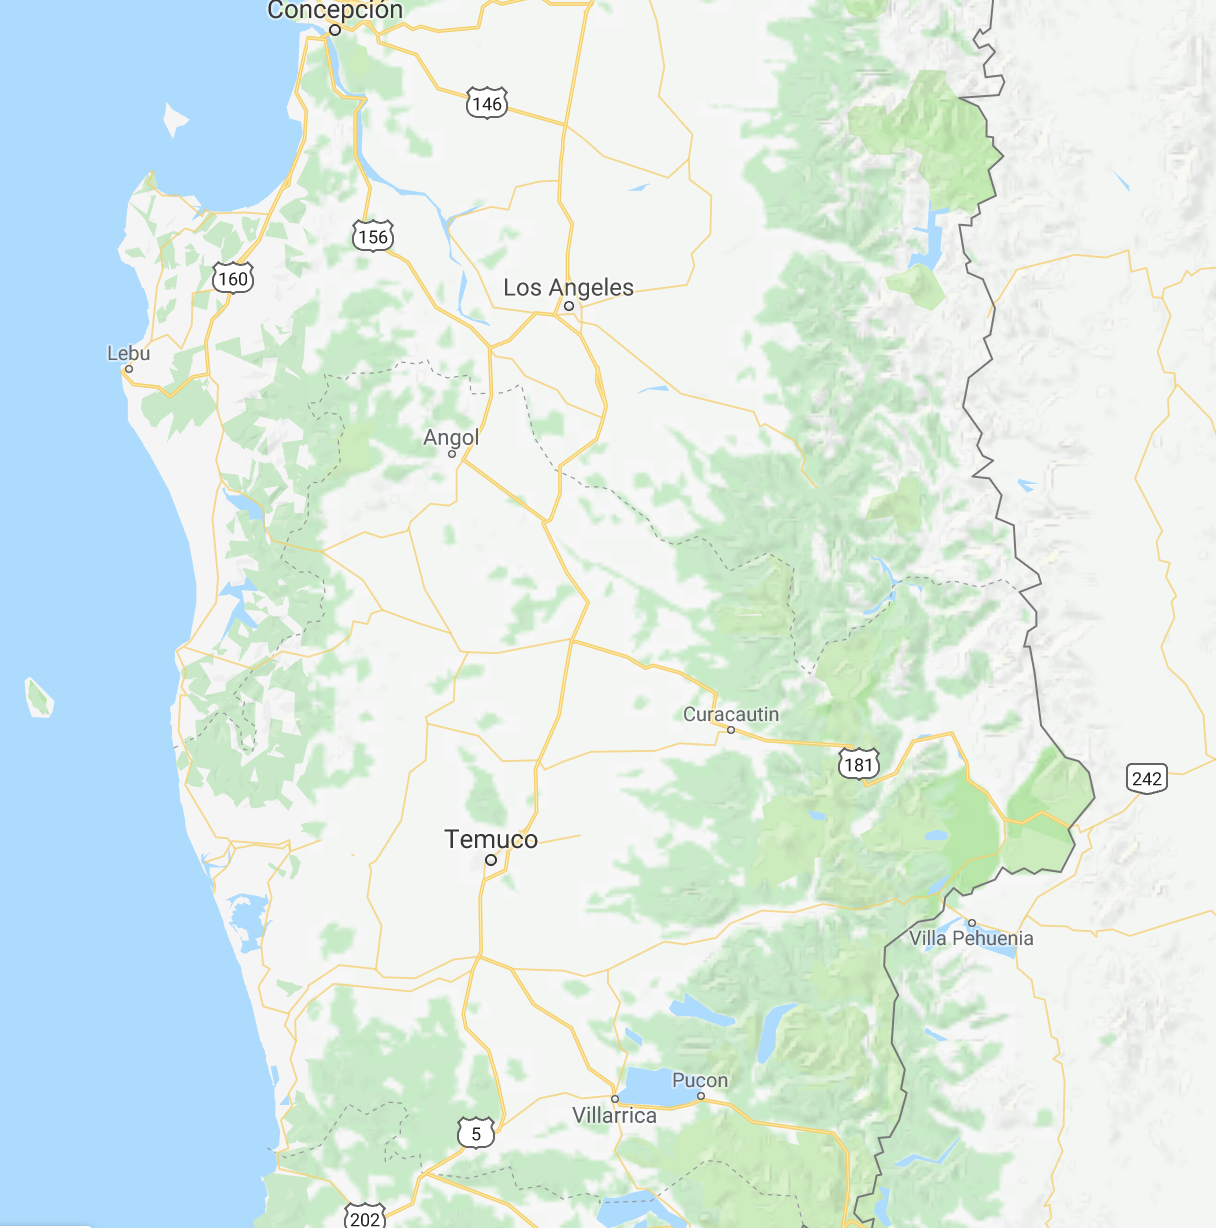 Concepción
146
156
160
Los Angeles
Lebu
Angol
Curacautin
181
242
Temuco
Villa Pehuenia
Pucon
Villarrica
5
202